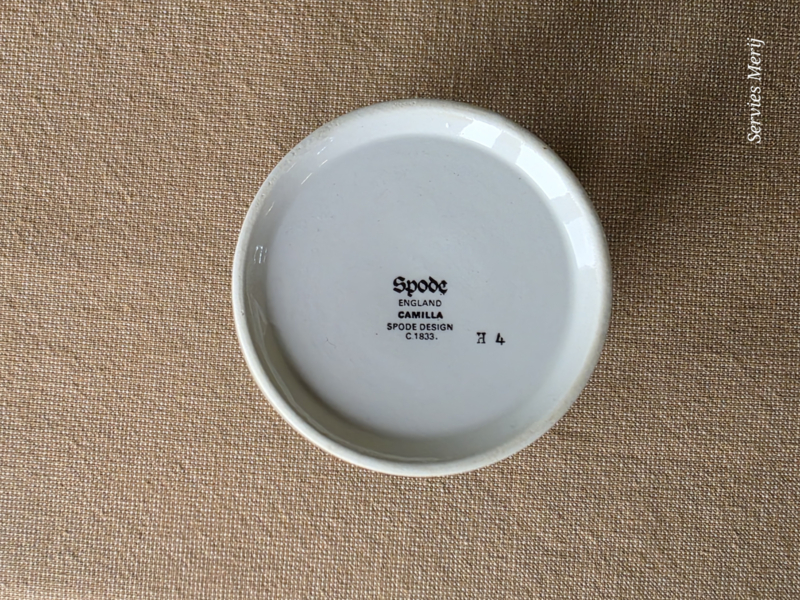 Spode
ENGLAND
CAMILLA
SPODE DESIGN
C.1833.
H 4
Servies Merij